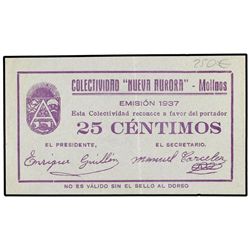 250€
COLECTIVIDAD "NUEVA AURORA" - Molinos
EMISIÓN 1937
Esta Colectividad reconoce a favor del portador
25 CÉNTIMOS
EL PRESIDENTE, EL SECRETARIO.
Enrique Guillén Manuel Porcelar
NO ES VÁLIDO SIN EL SELLO AL DORSO